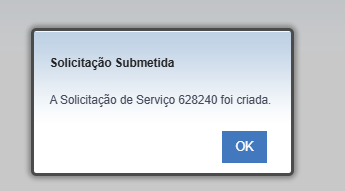 Solicitação Submetida
A Solicitação de Serviço 628240 foi criada.
OK